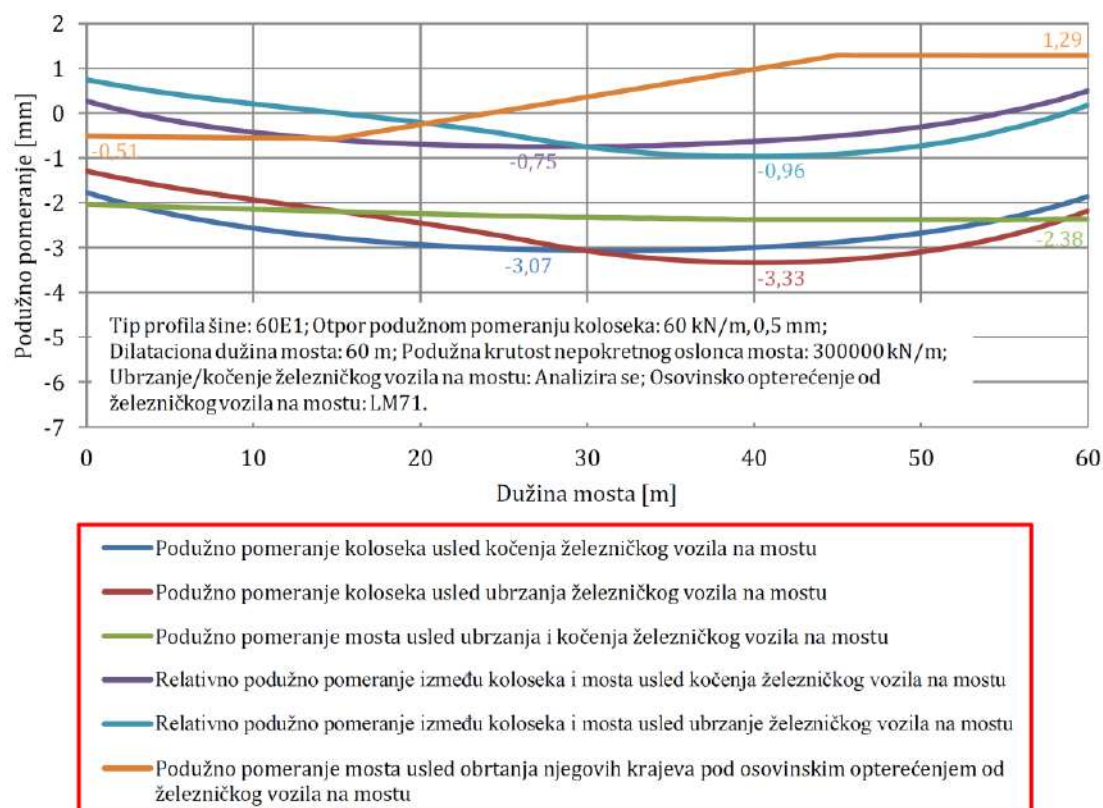 2
1
0
-1
-2
-3
-4
-5
-6
-7
Podužno pomeranje [mm]
1,29
-0,51
-0,75
-0,96
-2,38
-3,07
-3,33
Tip profila šine: 60E1; Otpor podužnom pomeranju koloseka: 60 kN/m, 0,5 mm;
Dilataciona dužina mosta: 60 m; Podužna krutost nepokretnog oslonca mosta: 300000 kN/m;
Ubrzanje/kočenje železničkog vozila na mostu: Analizira se; Osovinsko opterećenje od
železničkog vozila na mostu: LM71.
0 10 20 30 40 50 60
Dužina mosta [m]
Podužno pomeranje koloseka usled kočenja železničkog vozila na mostu
Podužno pomeranje koloseka usled ubrzanja železničkog vozila na mostu
Podužno pomeranje mosta usled ubrzanja i kočenja železničkog vozila na mostu
Relativno podužno pomeranje između koloseka i mosta usled kočenja železničkog vozila na mostu
Relativno podužno pomeranje između koloseka i mosta usled ubrzanje železničkog vozila na mostu
Podužno pomeranje mosta usled obrtanja njegovih krajeva pod osovinskim opterećenjem od
železničkog vozila na mostu